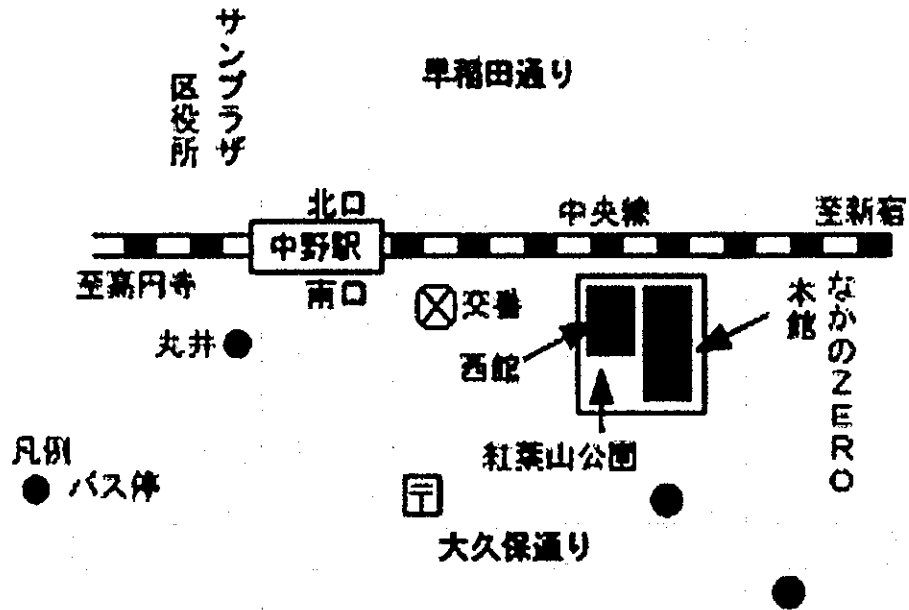 サンプラザ
区役所
早稲田通り
北口
中央線
至新宿
中野駅
至高円寺
南口
交番
本館
なかのZERO
丸井
西館
紅葉山公園
凡例
バス停
〒
大久保通り